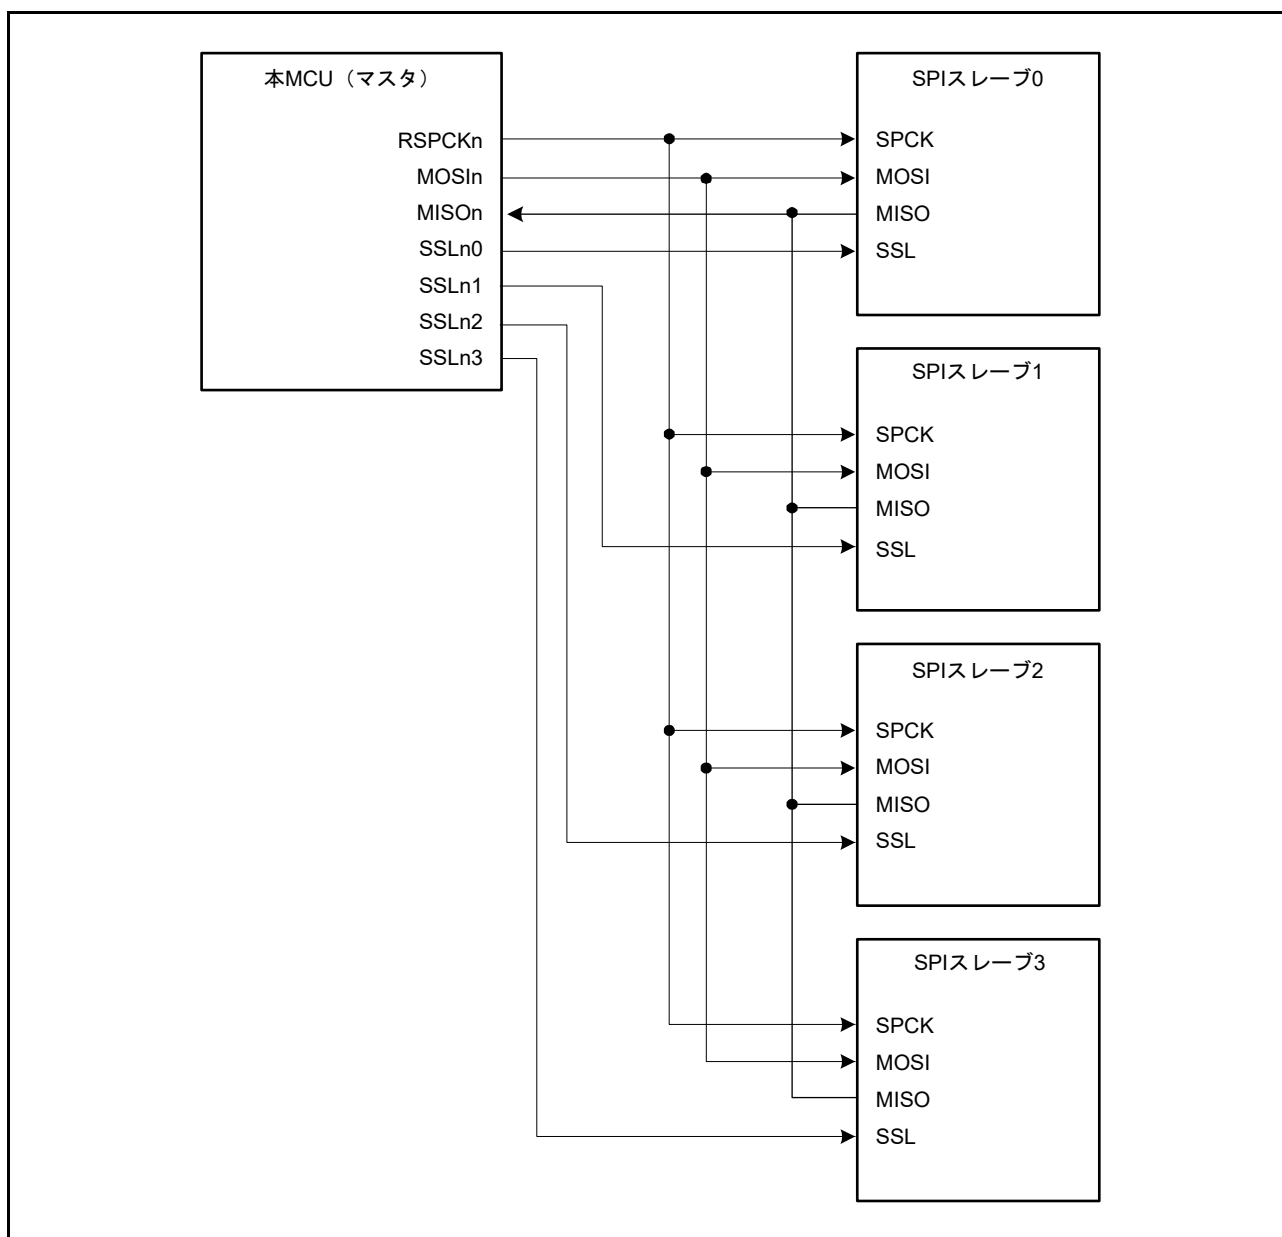 本MCU（マスタ）
RSPCKn
MOSIn
MISOn
SSLn0
SSLn1
SSLn2
SSLn3
SPIスレーブ0
SPCK
MOSI
MISO
SSL
SPIスレーブ1
SPCK
MOSI
MISO
SSL
SPIスレーブ2
SPCK
MOSI
MISO
SSL
SPIスレーブ3
SPCK
MOSI
MISO
SSL